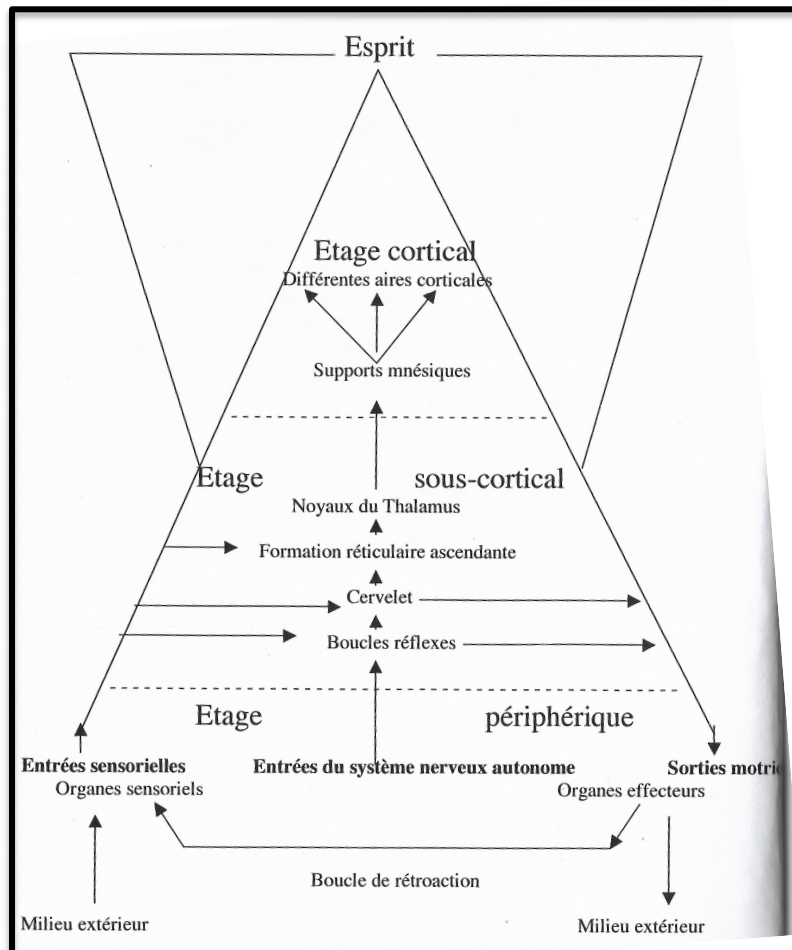 Esprit
Etage cortical
Différentes aires corticales
Supports mnésiques
Etage sous-cortical
Noyaux du Thalamus
Formation réticulaire ascendante
Cervelet
Boucles réflexes
Etage périphérique
Entrées sensorielles Entrées du système nerveux autonome Sorties
Organes sensoriels Organes effecteurs
Boucle de rétroaction
Milieu extérieur Milieu extérieur